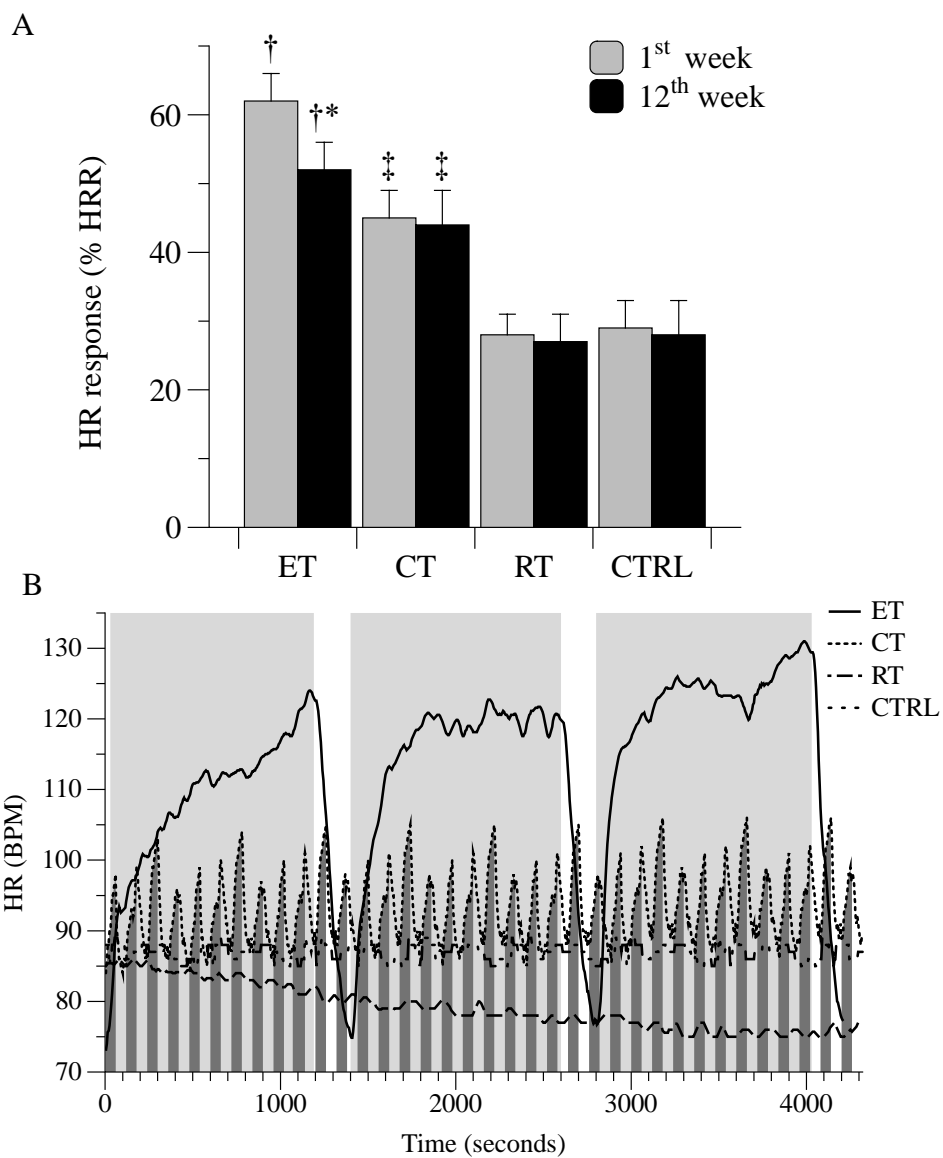 A
†
†*
‡
‡
1st week
12th week
HR response (% HRR)
60
40
20
0
ET
CT
RT
CTRL
B
ET
CT
RT
CTRL
HR (BPM)
130
120
110
100
90
80
70
0
1000
2000
3000
4000
Time (seconds)